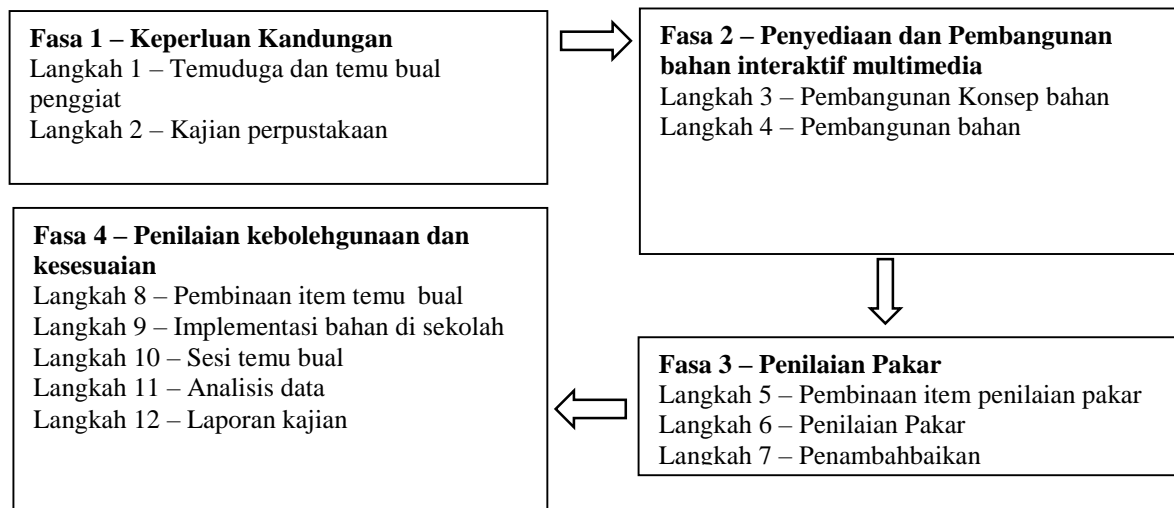 Fasa 1 – Keperluan Kandungan
Langkah 1 – Temuduga dan temu bual
penggiat
Langkah 2 – Kajian perpustakaan
Fasa 2 – Penyediaan dan Pembangunan
bahan interaktif multimedia
Langkah 3 – Pembangunan Konsep bahan
Langkah 4 – Pembangunan bahan
Fasa 3 – Penilaian Pakar
Langkah 5 – Pembinaan item penilaian pakar
Langkah 6 – Penilaian Pakar
Langkah 7 – Penambahbaikan
Fasa 4 – Penilaian kebolehgunaan dan
kesesuaian
Langkah 8 – Pembinaan item temu bual
Langkah 9 – Implementasi bahan di sekolah
Langkah 10 – Sesi temu bual
Langkah 11 – Analisis data
Langkah 12 – Laporan kajian